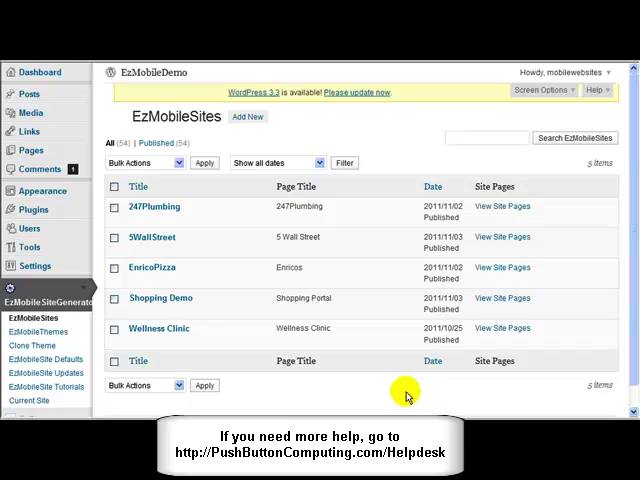 Dashboard
EzMobileDemo
Howdy, mobilewebsites
WordPress 3.3 is available! Please update now.
Screen Options
Help
Posts
Media
Links
Pages
Comments 1
Appearance
Plugins
Users
Tools
Settings
EzMobileSiteGenerato
EzMobileSites
EzMobileThemes
Clone Theme
EzMobileSite Defaults
EzMobileSite Updates
EzMobileSite Tutorials
Current Site
EzMobileSites Add New
All (54) | Published (54)
Search EzMobileSites
Bulk Actions Apply Show all dates Filter 5 items
Title Page Title Date Site Pages
247Plumbing 247Plumbing 2011/11/02 View Site Pages
Published
5WallStreet 5 Wall Street 2011/11/03 View Site Pages
Published
EnricoPizza Enricos 2011/11/02 View Site Pages
Published
Shopping Demo Shopping Portal 2011/11/03 View Site Pages
Published
Wellness Clinic Wellness Clinic 2011/10/25 View Site Pages
Published
Title Page Title Date Site Pages
Bulk Actions Apply 5 items
If you need more help, go to
http://PushButtonComputing.com/Helpdesk